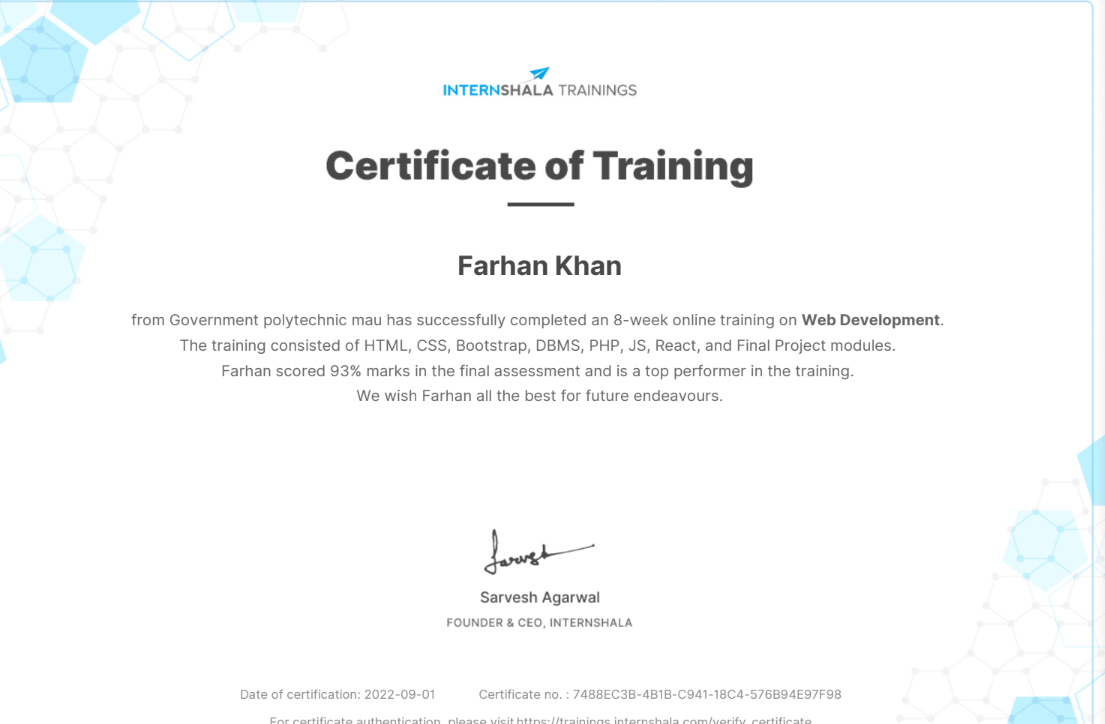 INTERNSHALA TRAININGS
Certificate of Training
Farhan Khan
from Government polytechnic mau has successfully completed an 8-week online training on Web Development.
The training consisted of HTML, CSS, Bootstrap, DBMS, PHP, JS, React, and Final Project modules.
Farhan scored 93% marks in the final assessment and is a top performer in the training.
We wish Farhan all the best for future endeavours.
Sarvesh
Sarvesh Agarwal
FOUNDER & CEO, INTERNSHALA
Date of certification: 2022-09-01 Certificate no. : 7488EC3B-4B1B-C941-18C4-576B94E97F98
For certificate authentication, please visit https://trainings.internshala.com/verify_certificate